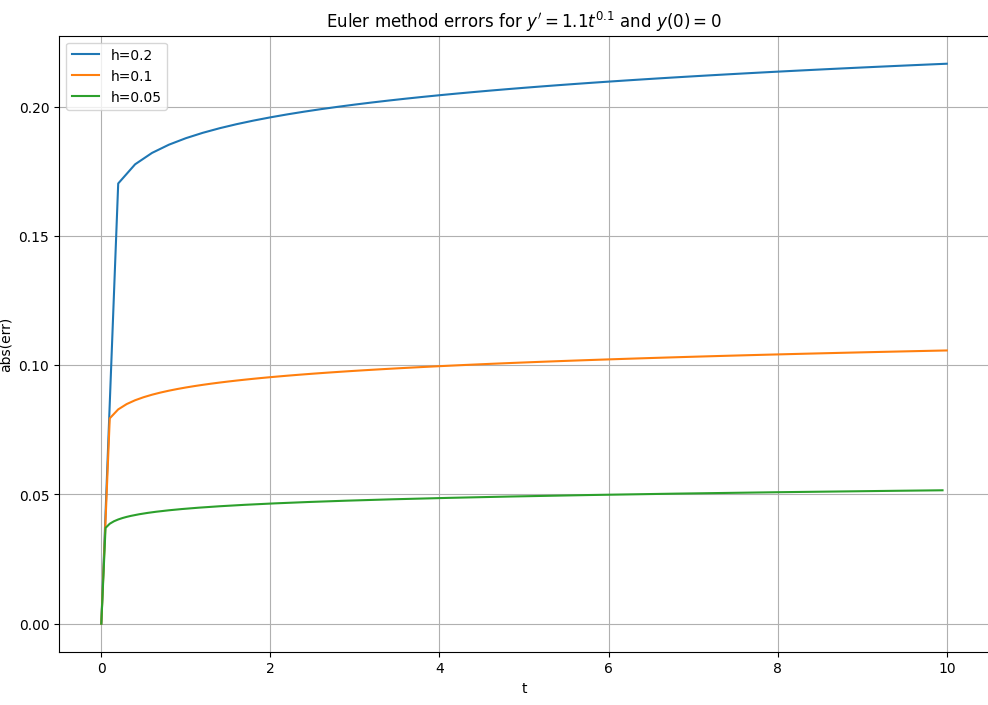 Euler method errors for $y' = 1.1t^{0.1}$ and $y(0) = 0$
h=0.2
h=0.1
h=0.05
0.20
0.15
0.10
0.05
0.00
abs(err)
0 2 4 6 8 10
t